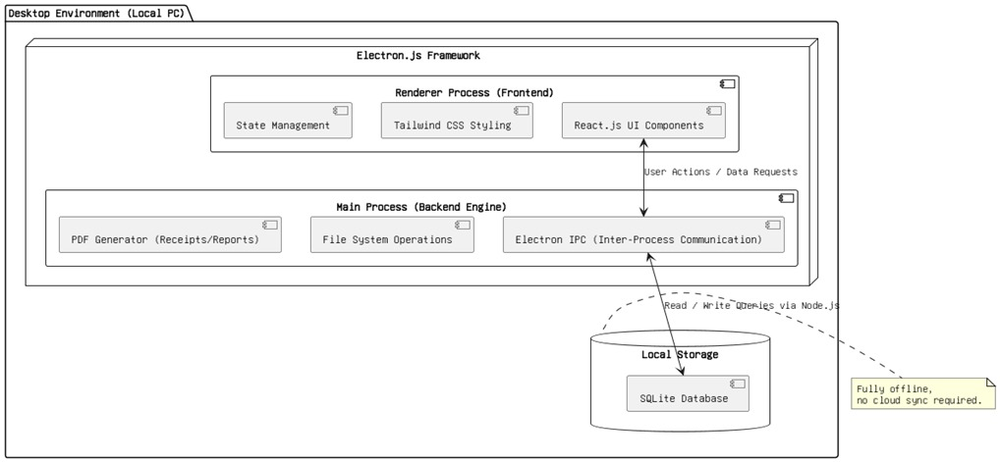 Desktop Environment (Local PC)
Electron.js Framework
Renderer Process (Frontend)
State Management
Tailwind CSS Styling
React.js UI Components
User Actions / Data Requests
Main Process (Backend Engine)
PDF Generator (Receipts/Reports)
File System Operations
Electron IPC (Inter-Process Communication)
Read / Write Queries via Node.js
Local Storage
SQLite Database
Fully offline,
no cloud sync required.